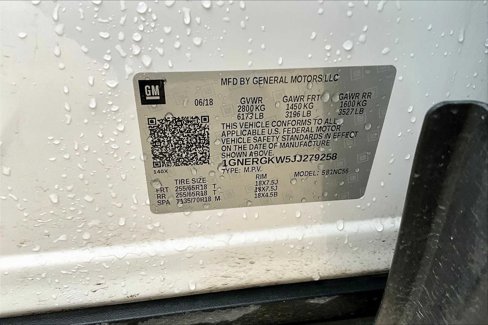 GM
MFD BY GENERAL MOTORS LLC
06/18
GVWR
2800 KG
6173 LB
GAWR FRT
1450 KG
3196 LB
GAWR RR
1600 KG
3527 LB
THIS VEHICLE CONFORMS TO ALL
APPLICABLE U.S. FEDERAL MOTOR
VEHICLE SAFETY STANDARDS IN EFFECT
ON DATE OF MANUFACTURE
SHOWN ABOVE.
1GNERGKW5JJ279258
TYPE: M.P.V.
MODEL:
140X
TIRE SIZE
RIM
FRT 255/65R18 T 18X7.5J
RR 255/65R18 T 18X7.5J
SPA T135/70R18 M 18X4.5B